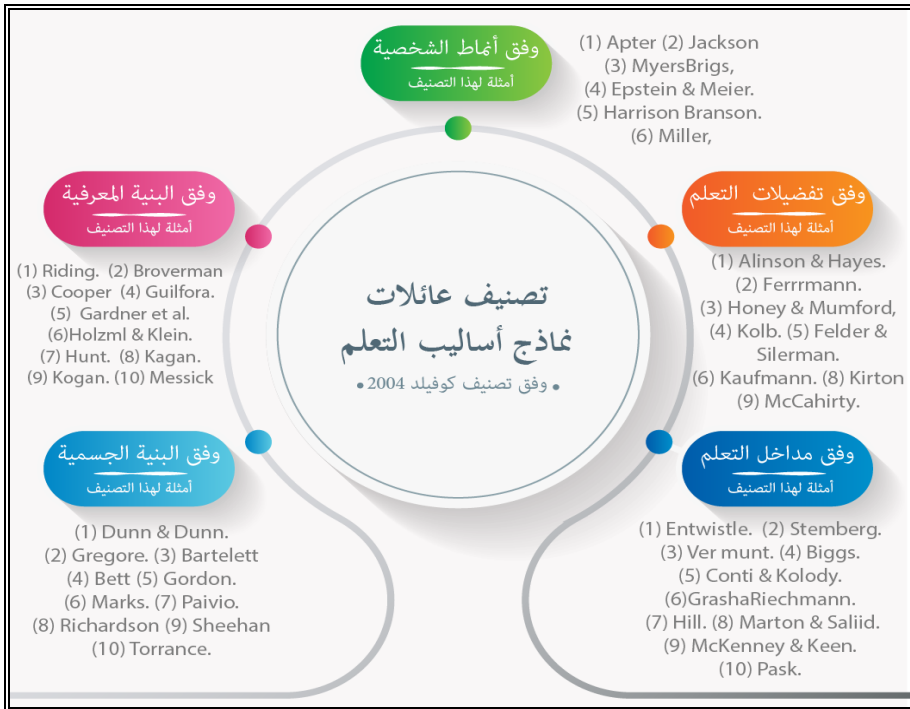 وفق أنماط الشخصية
أمثلة لهذا التصنيف
(1) Apter (2) Jackson
(3) MyersBrigs,
(4) Epstein & Meier.
(5) Harrison Branson.
(6) Miller,
وفق تفضيلات التعلم
أمثلة لهذا التصنيف
(1) Alinson & Hayes.
(2) Ferrrmann.
(3) Honey & Mumford,
(4) Kolb. (5) Felder &
Silerman.
(6) Kaufmann. (8) Kirton
(9) McCahirty.
وفق البنية المعرفية
أمثلة لهذا التصنيف
(1) Riding. (2) Broverman
(3) Cooper (4) Guilfora.
(5) Gardner et al.
(6)Holzml & Klein.
(7) Hunt. (8) Kagan.
(9) Kogan. (10) Messick
تصنيف عائلات
نماذج أساليب التعلم
• وفق تصنيف كوفيلد 2004 •
وفق مداخل التعلم
أمثلة لهذا التصنيف
(1) Entwistle. (2) Stemberg.
(3) Ver munt. (4) Biggs.
(5) Conti & Kolody.
(6)GrashaRiechmann.
(7) Hill. (8) Marton & Saliid.
(9) McKenney & Keen.
(10) Pask.
وفق البنية الجسمية
أمثلة لهذا التصنيف
(1) Dunn & Dunn.
(2) Gregore. (3) Bartelett
(4) Bett (5) Gordon.
(6) Marks. (7) Paivio.
(8) Richardson (9) Sheehan
(10) Torrance.